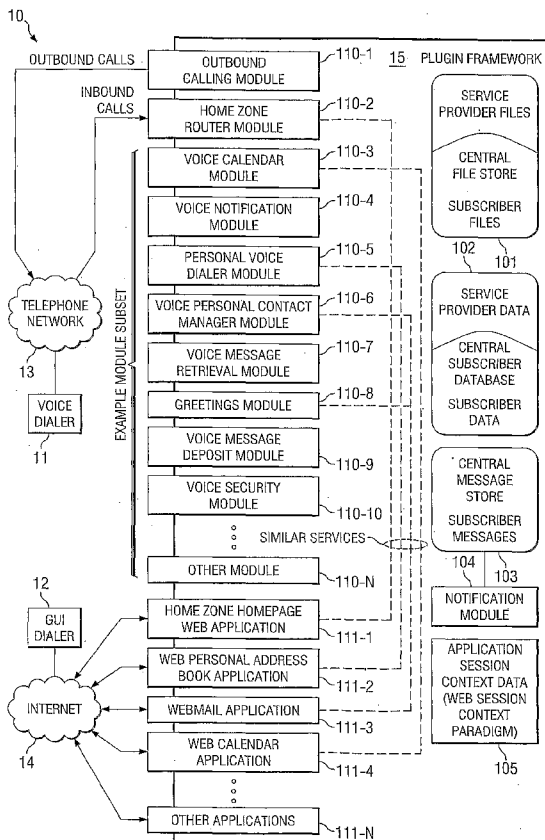 10
OUTBOUND CALLS
INBOUND
CALLS
TELEPHONE
NETWORK
13
VOICE
DIALER
11
EXAMPLE MODULE SUBSET
12
GUI
DIALER
INTERNET
14
OUTBOUND
CALLING MODULE
110-1
HOME ZONE
ROUTER MODULE
110-2
VOICE CALENDAR
MODULE
110-3
VOICE NOTIFICATION
MODULE
110-4
PERSONAL VOICE
DIALER MODULE
110-5
VOICE PERSONAL CONTACT
MANAGER MODULE
110-6
VOICE MESSAGE
RETRIEVAL MODULE
110-7
GREETINGS MODULE
110-8
VOICE MESSAGE
DEPOSIT MODULE
110-9
VOICE SECURITY
MODULE
110-10
SIMILAR SERVICES
OTHER MODULE
110-N
HOME ZONE HOMEPAGE
WEB APPLICATION
111-1
WEB PERSONAL ADDRESS
BOOK APPLICATION
111-2
WEBMAIL APPLICATION
111-3
WEB CALENDAR
APPLICATION
111-4
OTHER APPLICATIONS
111-N
15
PLUGIN FRAMEWORK
SERVICE
PROVIDER FILES
CENTRAL
FILE STORE
SUBSCRIBER
FILES
101
102
SERVICE
PROVIDER DATA
CENTRAL
SUBSCRIBER
DATABASE
SUBSCRIBER
DATA
CENTRAL
MESSAGE
STORE
SUBSCRIBER
MESSAGES
103
104
NOTIFICATION
MODULE
APPLICATION
SESSION
CONTEXT DATA
(WEB SESSION
CONTEXT
PARADIGM)
105